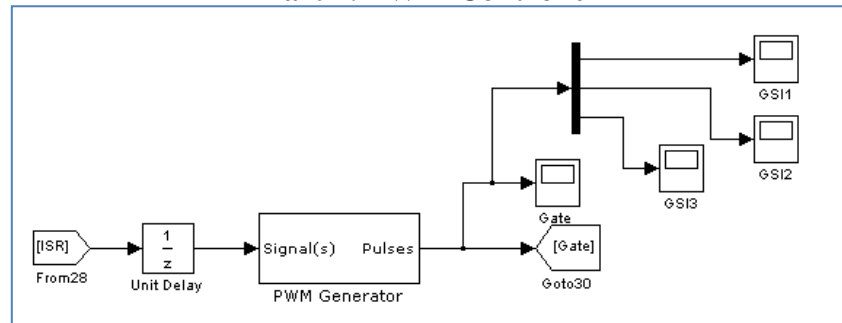 GSI1
GSI2
GSI3
Gate
[ISR]
From28
1
z
Unit Delay
Signal(s) Pulses
PWM Generator
[Gate]
Goto30